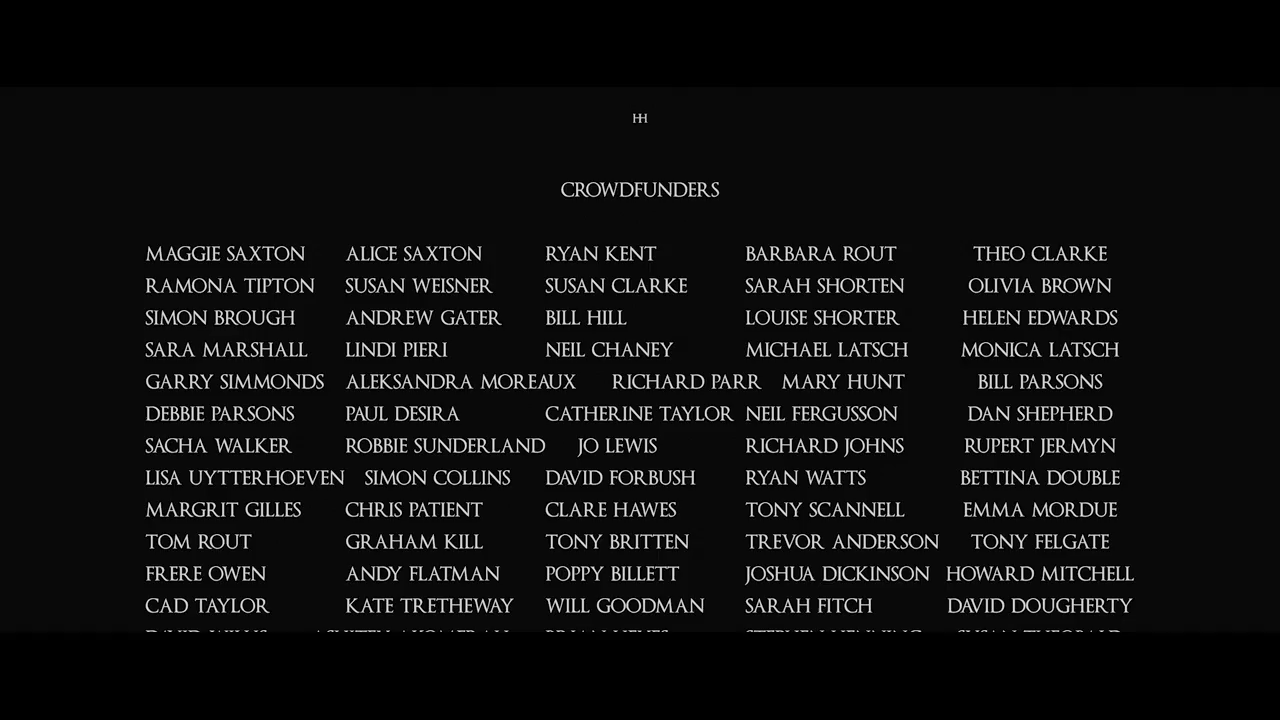 HH
CROWDFUNDERS
MAGGIE SAXTON ALICE SAXTON RYAN KENT BARBARA ROUT THEO CLARKE
RAMONA TIPTON SUSAN WEISNER SUSAN CLARKE SARAH SHORTEN OLIVIA BROWN
SIMON BROUGH ANDREW GATER BILL HILL LOUISE SHORTER HELEN EDWARDS
SARA MARSHALL LINDI PIERI NEIL CHANEY MICHAEL LATSCH MONICA LATSCH
GARRY SIMMONDS ALEKSANDRA MOREAUX RICHARD PARR MARY HUNT BILL PARSONS
DEBBIE PARSONS PAUL DESIRA CATHERINE TAYLOR NEIL FERGUSSON DAN SHEPHERD
SACHA WALKER ROBBIE SUNDERLAND JO LEWIS RICHARD JOHNS RUPERT JERMYN
LISA UYTTERHOEVEN SIMON COLLINS DAVID FORBUSH RYAN WATTS BETTINA DOUBLE
MARGRIT GILLES CHRIS PATIENT CLARE HAWES TONY SCANNELL EMMA MORDUE
TOM ROUT GRAHAM KILL TONY BRITTEN TREVOR ANDERSON TONY FELGATE
FRERE OWEN ANDY FLATMAN POPPY BILLETT JOSHUA DICKINSON HOWARD MITCHELL
CAD TAYLOR KATE TRETHEWAY WILL GOODMAN SARAH FITCH DAVID DOUGHERTY